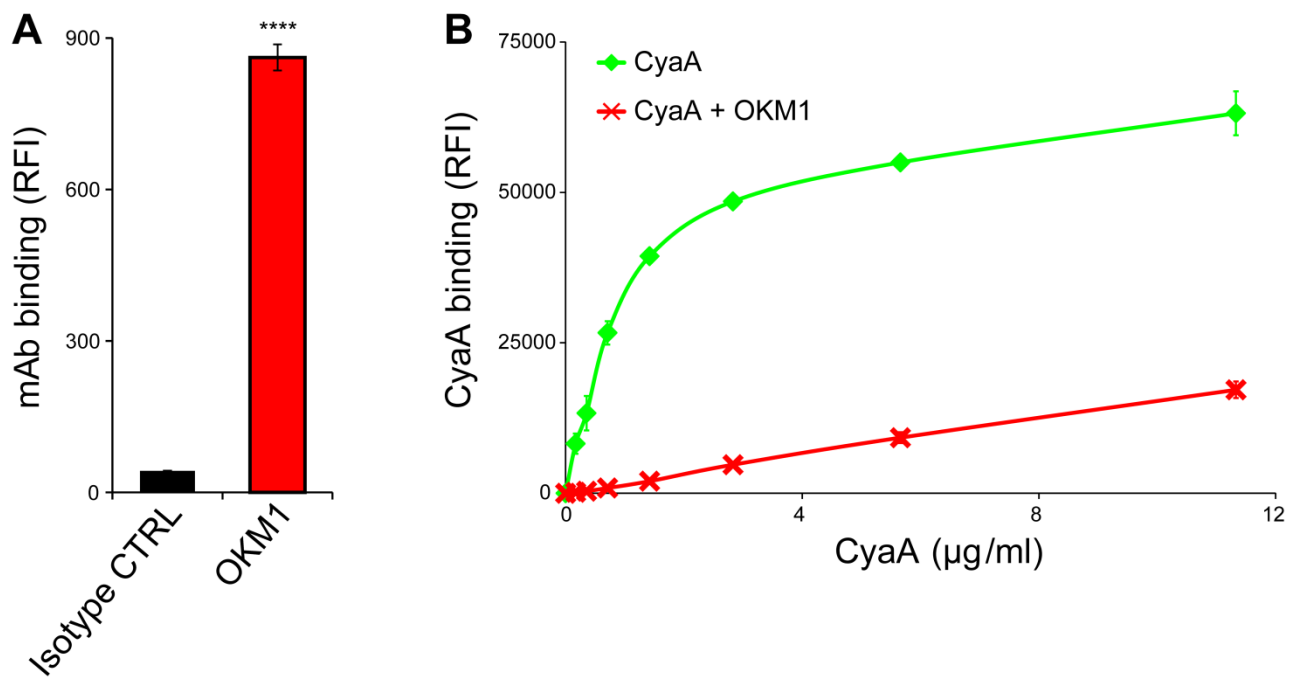 A
mAb binding (RFI)
900
600
300
0
****
Isotype CTRL
OKM1
B
CyaA binding (RFI)
75000
50000
25000
0
CyaA
CyaA + OKM1
0
4
8
12
CyaA (μg/ml)